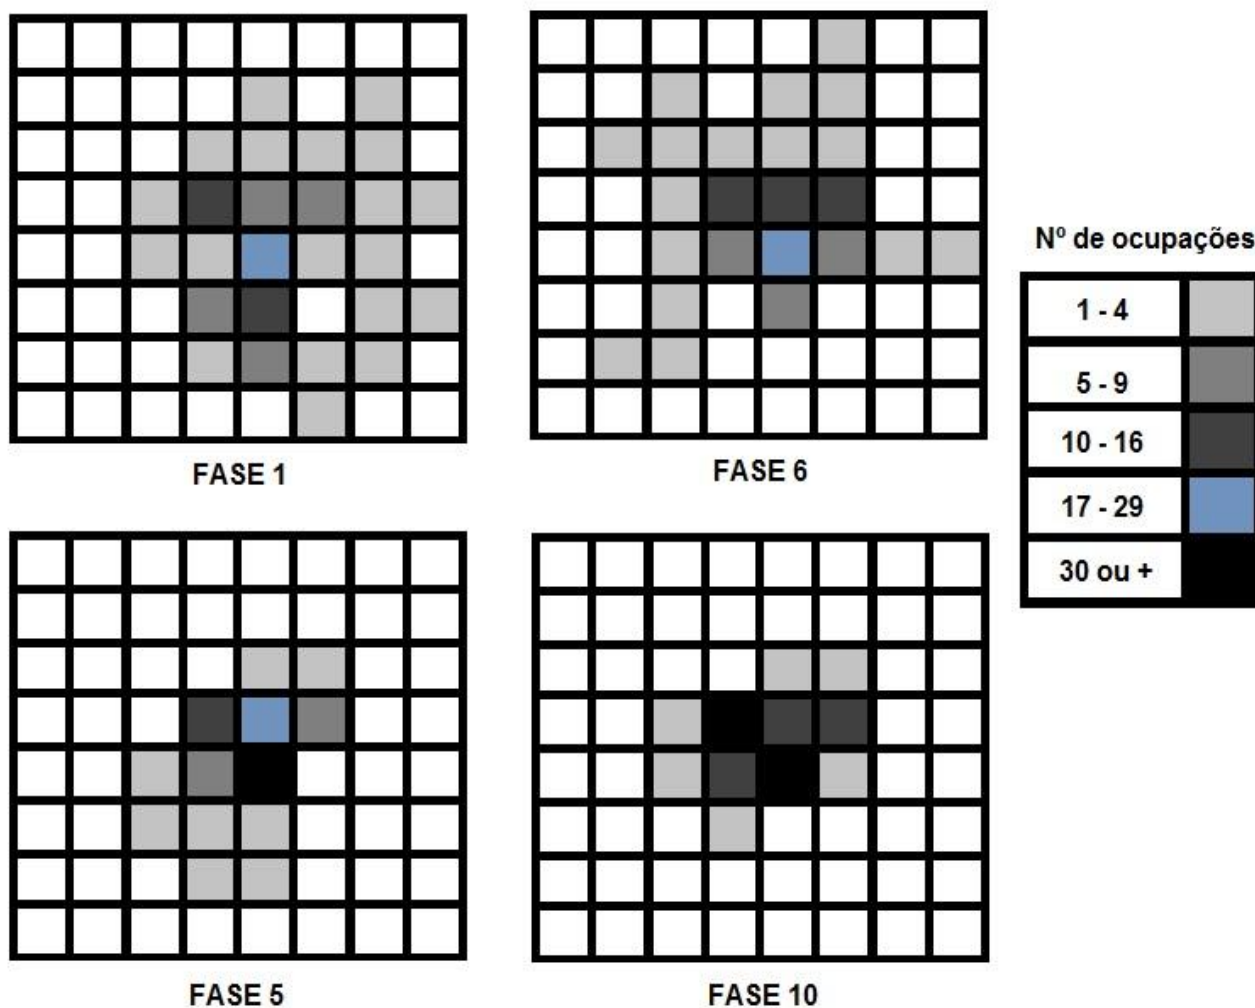 FASE 1
FASE 6
Nº de ocupações
1 - 4
5 - 9
10 - 16
17 - 29
30 ou +
FASE 5
FASE 10